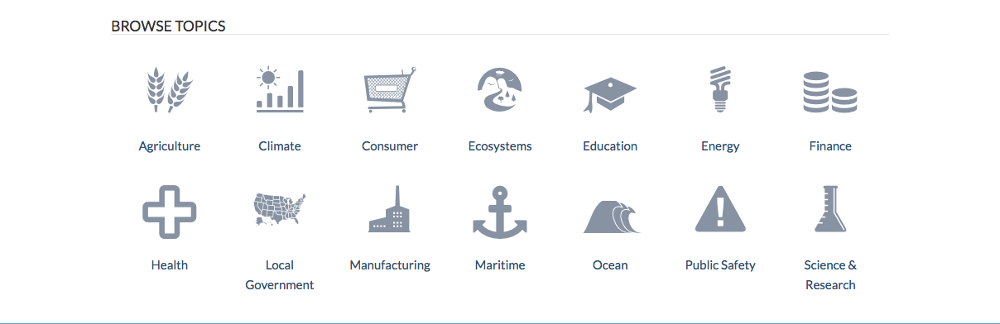 BROWSE TOPICS
Agriculture
Climate
Consumer
Ecosystems
Education
Energy
Finance
Health
Local
Government
Manufacturing
Maritime
Ocean
Public Safety
Science &
Research